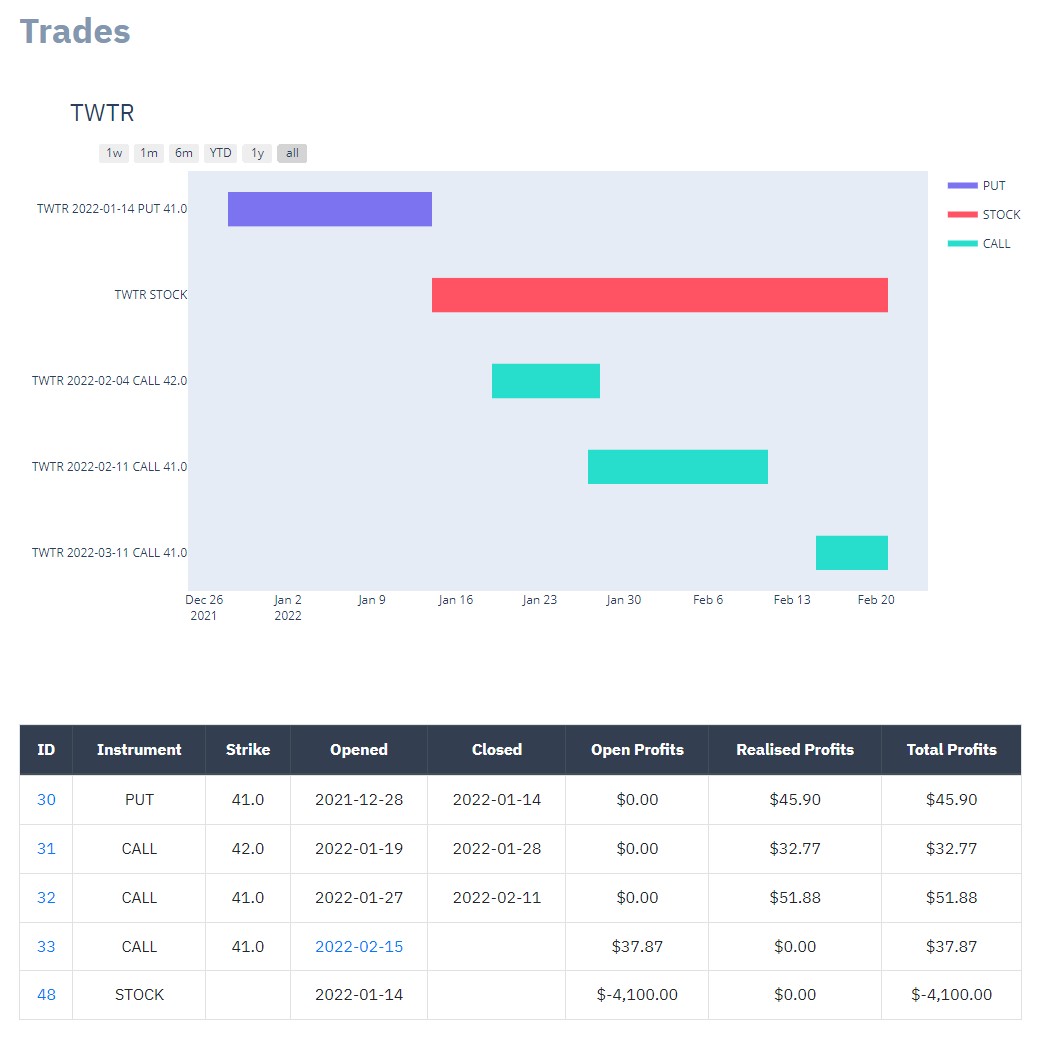 Trades
TWTR
1w 1m 6m YTD 1y all
TWTR 2022-01-14 PUT 41.0
TWTR STOCK
TWTR 2022-02-04 CALL 42.0
TWTR 2022-02-11 CALL 41.0
TWTR 2022-03-11 CALL 41.0
PUT
STOCK
CALL
Dec 26 Jan 2 Jan 9 Jan 16 Jan 23 Jan 30 Feb 6 Feb 13 Feb 20
2021 2022
ID Instrument Strike Opened Closed Open Profits Realised Profits Total Profits
30 PUT 41.0 2021-12-28 2022-01-14 $0.00 $45.90 $45.90
31 CALL 42.0 2022-01-19 2022-01-28 $0.00 $32.77 $32.77
32 CALL 41.0 2022-01-27 2022-02-11 $0.00 $51.88 $51.88
33 CALL 41.0 2022-02-15 $37.87 $0.00 $37.87
48 STOCK 2022-01-14 $-4,100.00 $0.00 $-4,100.00